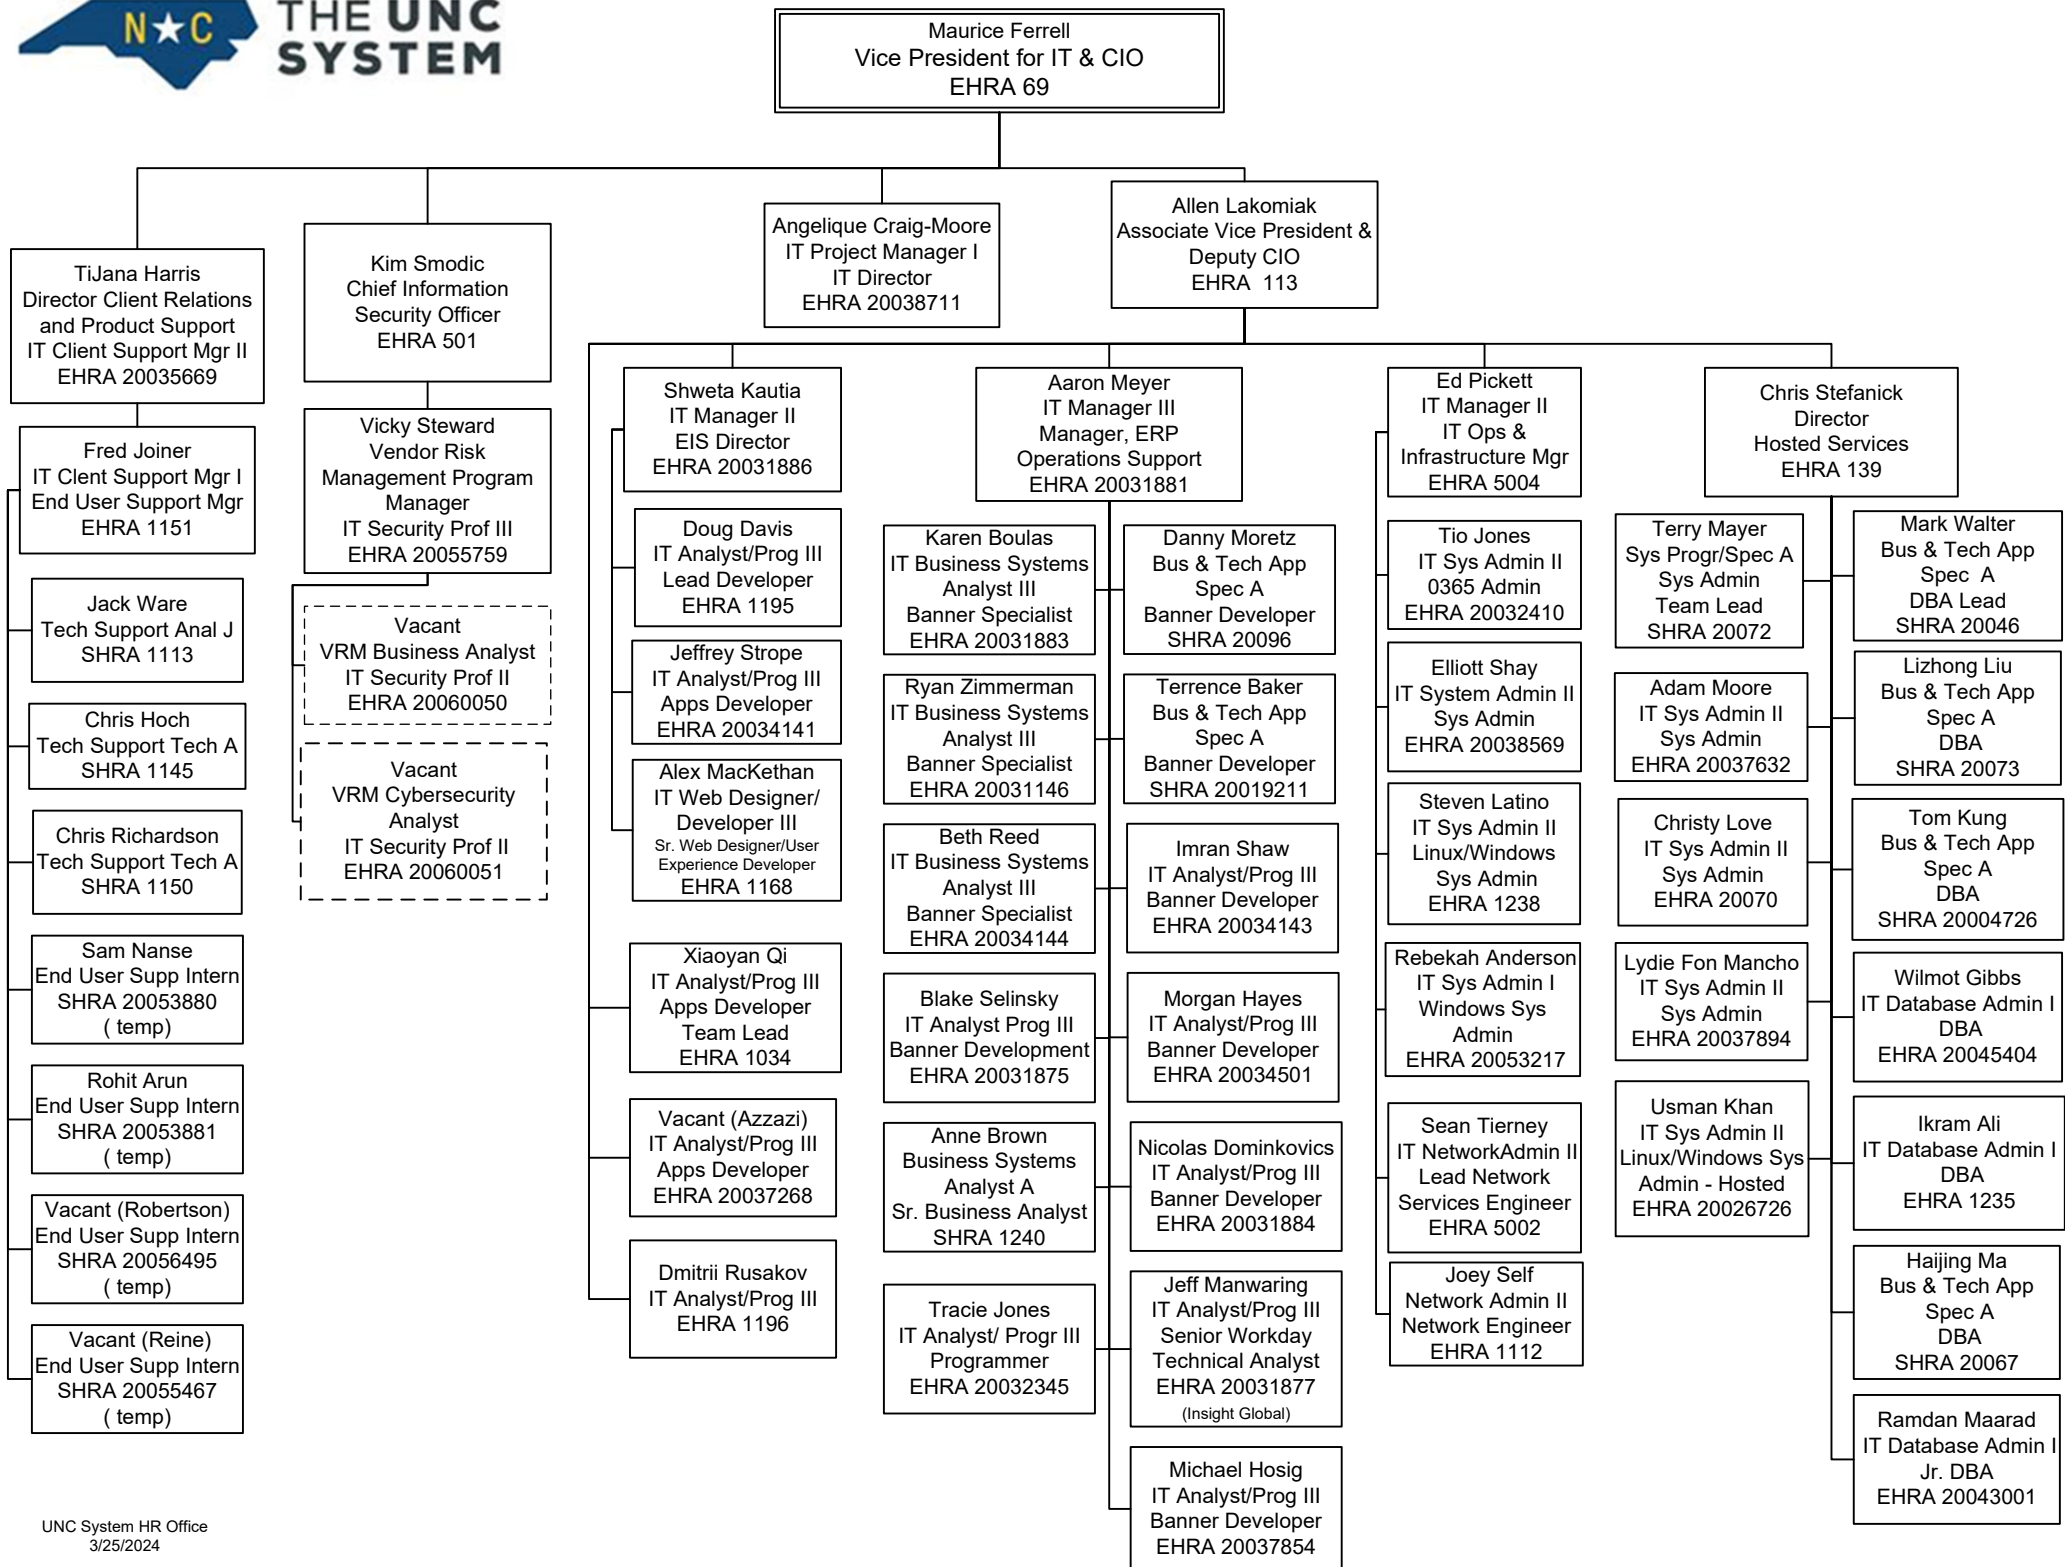 N★C
THE UNC
SYSTEM
Maurice Ferrell
Vice President for IT & CIO
EHRA 69
TiJana Harris
Director Client Relations
and Product Support
IT Client Support Mgr II
EHRA 20035669
Kim Smodic
Chief Information
Security Officer
EHRA 501
Angelique Craig-Moore
IT Project Manager I
IT Director
EHRA 20038711
Allen Lakomiak
Associate Vice President &
Deputy CIO
EHRA  113
Fred Joiner
IT Clent Support Mgr I
End User Support Mgr
EHRA 1151
Jack Ware
Tech Support Anal J
SHRA 1113
Chris Hoch
Tech Support Tech A
SHRA 1145
Chris Richardson
Tech Support Tech A
SHRA 1150
Sam Nanse
End User Supp Intern
SHRA 20053880
( temp)
Rohit Arun
End User Supp Intern
SHRA 20053881
( temp)
Vacant (Robertson)
End User Supp Intern
SHRA 20056495
( temp)
Vacant (Reine)
End User Supp Intern
SHRA 20055467
( temp)
Vicky Steward
Vendor Risk
Management Program
Manager
IT Security Prof III
EHRA 20055759
Vacant
VRM Business Analyst
IT Security Prof II
EHRA 20060050
Vacant
VRM Cybersecurity
Analyst
IT Security Prof II
EHRA 20060051
Shweta Kautia
IT Manager II
EIS Director
EHRA 20031886
Doug Davis
IT Analyst/Prog III
Lead Developer
EHRA 1195
Jeffrey Strope
IT Analyst/Prog III
Apps Developer
EHRA 20034141
Alex MacKethan
IT Web Designer/
Developer III
Sr. Web Designer/User
Experience Developer
EHRA 1168
Xiaoyan Qi
IT Analyst/Prog III
Apps Developer
Team Lead
EHRA 1034
Vacant (Azzazi)
IT Analyst/Prog III
Apps Developer
EHRA 20037268
Dmitrii Rusakov
IT Analyst/Prog III
EHRA 1196
Aaron Meyer
IT Manager III
Manager, ERP
Operations Support
EHRA 20031881
Karen Boulas
IT Business Systems
Analyst III
Banner Specialist
EHRA 20031883
Ryan Zimmerman
IT Business Systems
Analyst III
Banner Specialist
EHRA 20031146
Beth Reed
IT Business Systems
Analyst III
Banner Specialist
EHRA 20034144
Blake Selinsky
IT Analyst Prog III
Banner Development
EHRA 20031875
Anne Brown
Business Systems
Analyst A
Sr. Business Analyst
SHRA 1240
Tracie Jones
IT Analyst/ Progr III
Programmer
EHRA 20032345
Danny Moretz
Bus & Tech App
Spec A
Banner Developer
SHRA 20096
Terrence Baker
Bus & Tech App
Spec A
Banner Developer
SHRA 20019211
Imran Shaw
IT Analyst/Prog III
Banner Developer
EHRA 20034143
Morgan Hayes
IT Analyst/Prog III
Banner Developer
EHRA 20034501
Nicolas Dominkovics
IT Analyst/Prog III
Banner Developer
EHRA 20031884
Jeff Manwaring
IT Analyst/Prog III
Senior Workday
Technical Analyst
EHRA 20031877
(Insight Global)
Michael Hosig
IT Analyst/Prog III
Banner Developer
EHRA 20037854
Ed Pickett
IT Manager II
IT Ops &
Infrastructure Mgr
EHRA 5004
Tio Jones
IT Sys Admin II
0365 Admin
EHRA 20032410
Elliott Shay
IT System Admin II
Sys Admin
EHRA 20038569
Steven Latino
IT Sys Admin II
Linux/Windows
Sys Admin
EHRA 1238
Rebekah Anderson
IT Sys Admin I
Windows Sys
Admin
EHRA 20053217
Sean Tierney
IT NetworkAdmin II
Lead Network
Services Engineer
EHRA 5002
Joey Self
Network Admin II
Network Engineer
EHRA 1112
Chris Stefanick
Director
Hosted Services
EHRA 139
Terry Mayer
Sys Progr/Spec A
Sys Admin
Team Lead
SHRA 20072
Adam Moore
IT Sys Admin II
Sys Admin
EHRA 20037632
Christy Love
IT Sys Admin II
Sys Admin
EHRA 20070
Lydie Fon Mancho
IT Sys Admin II
Sys Admin
EHRA 20037894
Usman Khan
IT Sys Admin II
Linux/Windows Sys
Admin - Hosted
EHRA 20026726
Mark Walter
Bus & Tech App
Spec  A
DBA Lead
SHRA 20046
Lizhong Liu
Bus & Tech App
Spec A
DBA
SHRA 20073
Tom Kung
Bus & Tech App
Spec A
DBA
SHRA 20004726
Wilmot Gibbs
IT Database Admin I
DBA
EHRA 20045404
Ikram Ali
IT Database Admin I
DBA
EHRA 1235
Haijing Ma
Bus & Tech App
Spec A
DBA
SHRA 20067
Ramdan Maarad
IT Database Admin I
Jr. DBA
EHRA 20043001
UNC System HR Office
3/25/2024